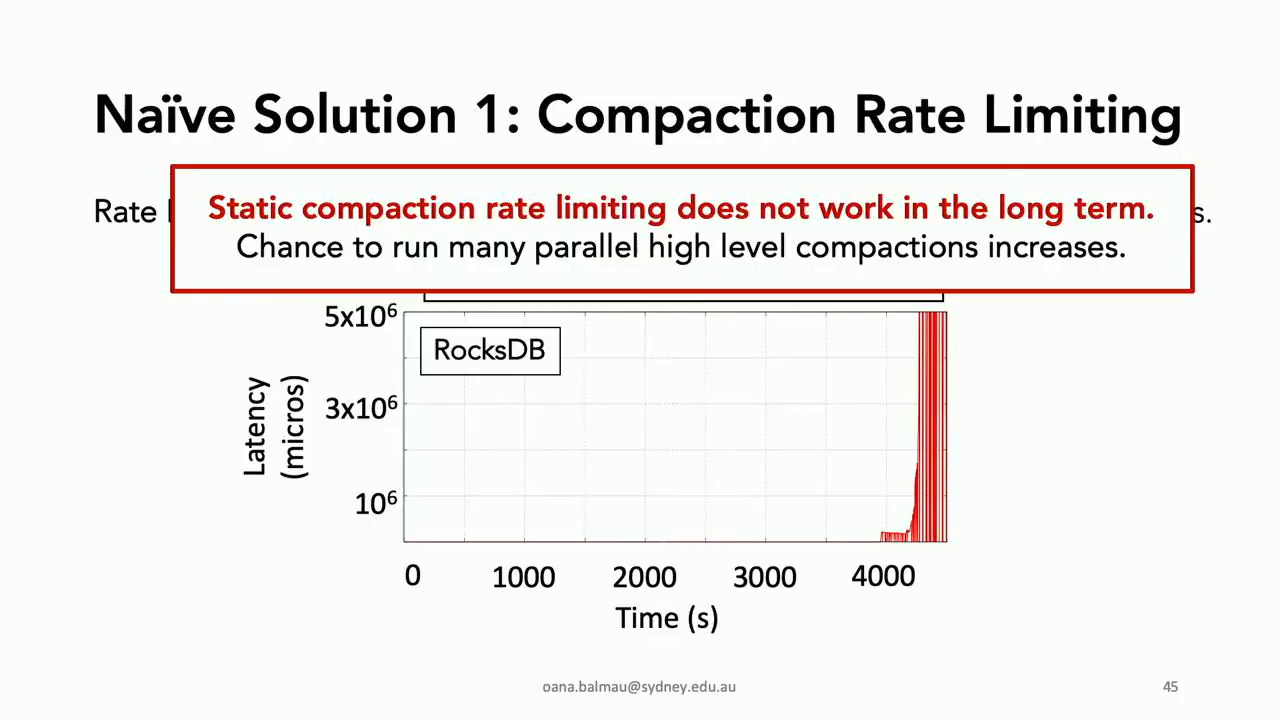 Naïve Solution 1: Compaction Rate Limiting
Rate
Static compaction rate limiting does not work in the long term.
s.
Chance to run many parallel high level compactions increases.
5x10⁶
RocksDB
3x10⁶
10⁶
Latency
(micros)
0 1000 2000 3000 4000
Time (s)
oana.balmau@sydney.edu.au
45